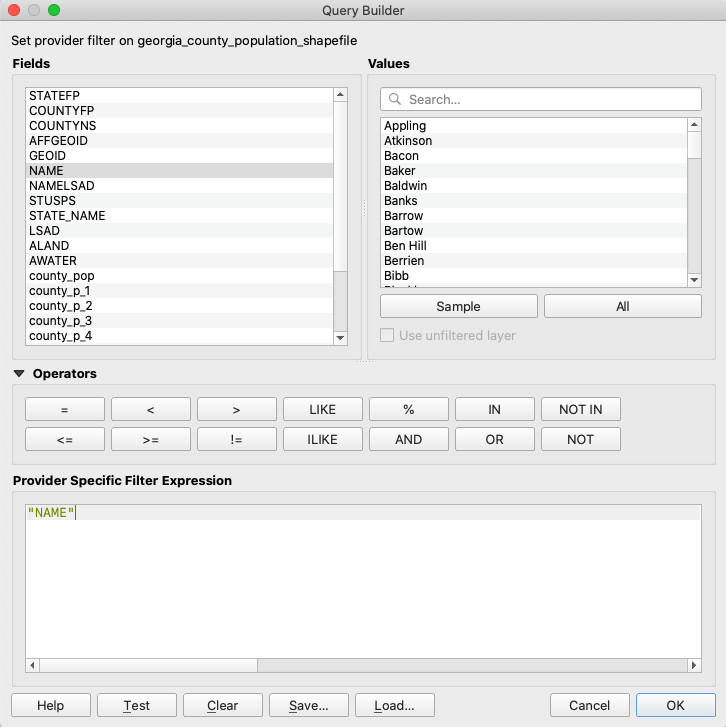 Query Builder
Set provider filter on georgia_county_population_shapefile
Fields
STATEFP
COUNTYFP
COUNTYNS
AFFGEOID
GEOID
NAME
NAMELSAD
STUSPS
STATE_NAME
LSAD
ALAND
AWATER
county_pop
county_p_1
county_p_2
county_p_3
county_p_4
Values
Search...
Appling
Atkinson
Bacon
Baker
Baldwin
Banks
Barrow
Bartow
Ben Hill
Berrien
Bibb
Sample All
Use unfiltered layer
Operators
= < > LIKE % IN NOT IN
<= >= != ILIKE AND OR NOT
Provider Specific Filter Expression
"NAME"
Help Test Clear Save... Load... Cancel OK